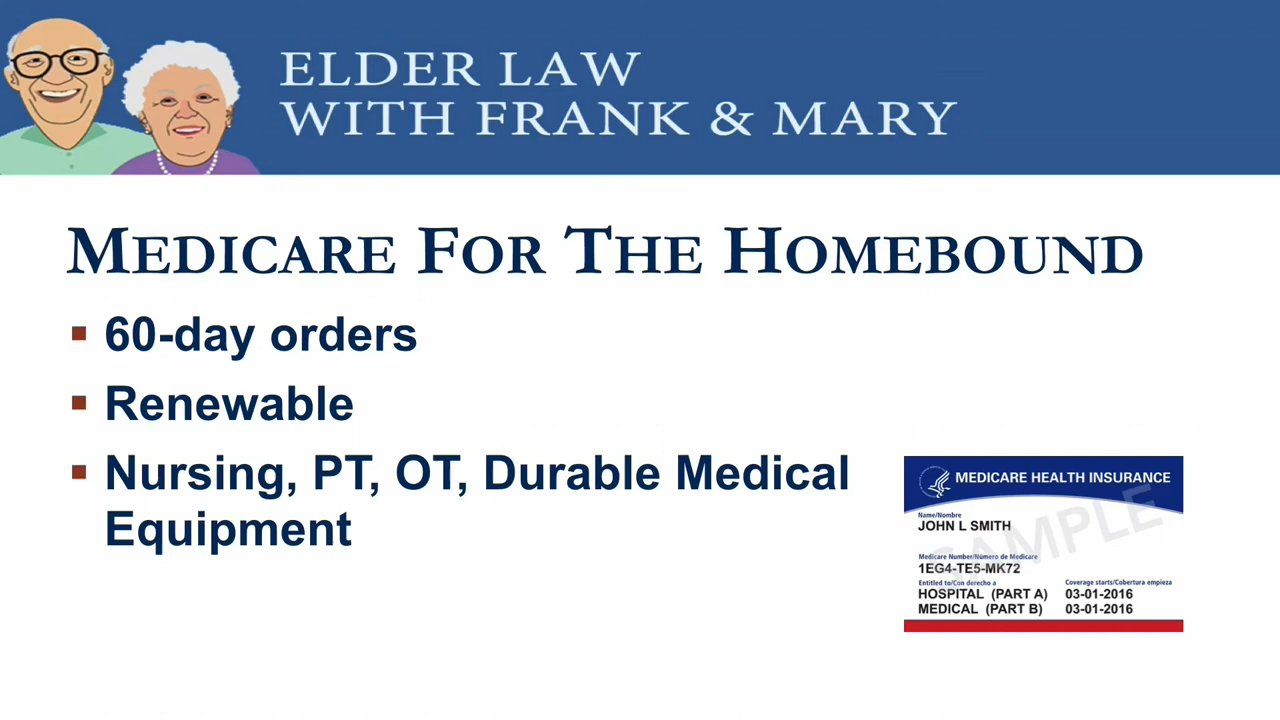 ELDER LAW
WITH FRANK & MARY
MEDICARE FOR THE HOMEBOUND
▪ 60-day orders
▪ Renewable
▪ Nursing, PT, OT, Durable Medical
Equipment
MEDICARE HEALTH INSURANCE
Name/Nombre
JOHN L SMITH
SAMPLE
Medicare Number/Número de Medicare
1EG4-TE5-MK72
Entitled to/Con derecho a Coverage starts/Cobertura empieza
HOSPITAL (PART A) 03-01-2016
MEDICAL (PART B) 03-01-2016